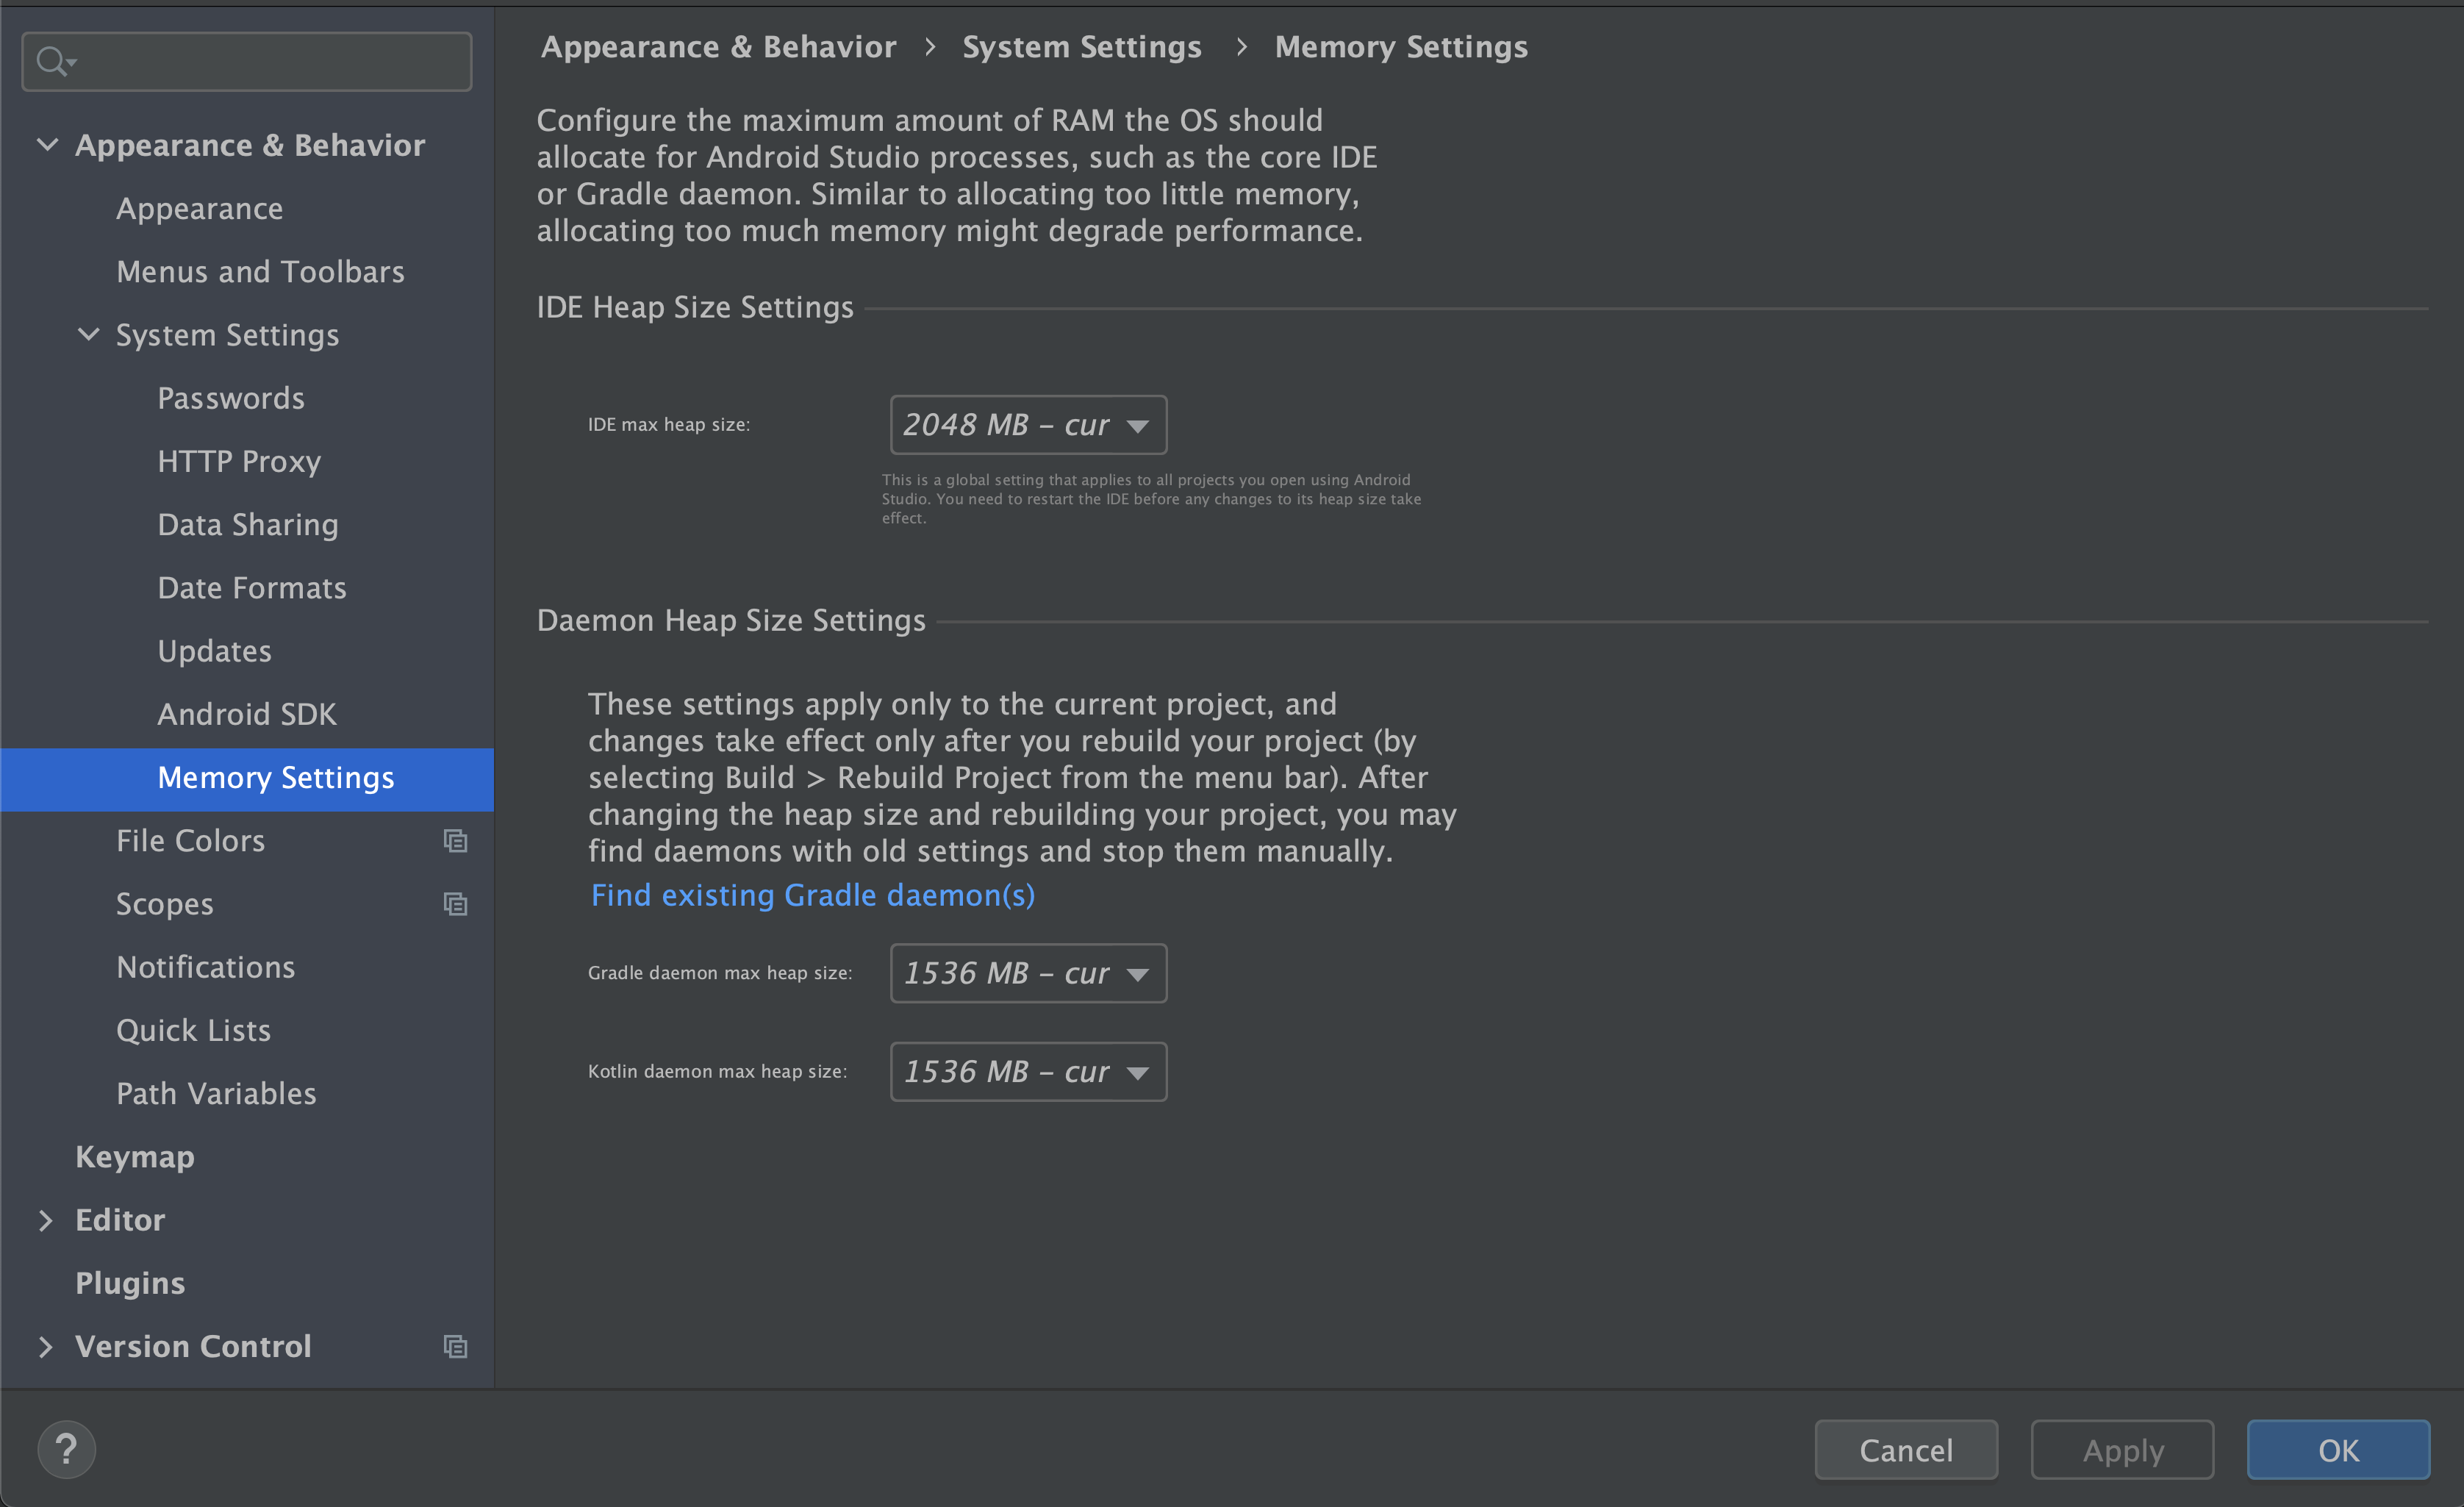 Appearance & Behavior
Appearance
Menus and Toolbars
System Settings
Passwords
HTTP Proxy
Data Sharing
Date Formats
Updates
Android SDK
Memory Settings
File Colors
Scopes
Notifications
Quick Lists
Path Variables
Keymap
Editor
Plugins
Version Control
Appearance & Behavior › System Settings › Memory Settings
Configure the maximum amount of RAM the OS should
allocate for Android Studio processes, such as the core IDE
or Gradle daemon. Similar to allocating too little memory,
allocating too much memory might degrade performance.
IDE Heap Size Settings
IDE max heap size: 2048 MB – cur
This is a global setting that applies to all projects you open using Android
Studio. You need to restart the IDE before any changes to its heap size take
effect.
Daemon Heap Size Settings
These settings apply only to the current project, and
changes take effect only after you rebuild your project (by
selecting Build > Rebuild Project from the menu bar). After
changing the heap size and rebuilding your project, you may
find daemons with old settings and stop them manually.
Find existing Gradle daemon(s)
Gradle daemon max heap size: 1536 MB – cur
Kotlin daemon max heap size: 1536 MB – cur
? Cancel Apply OK